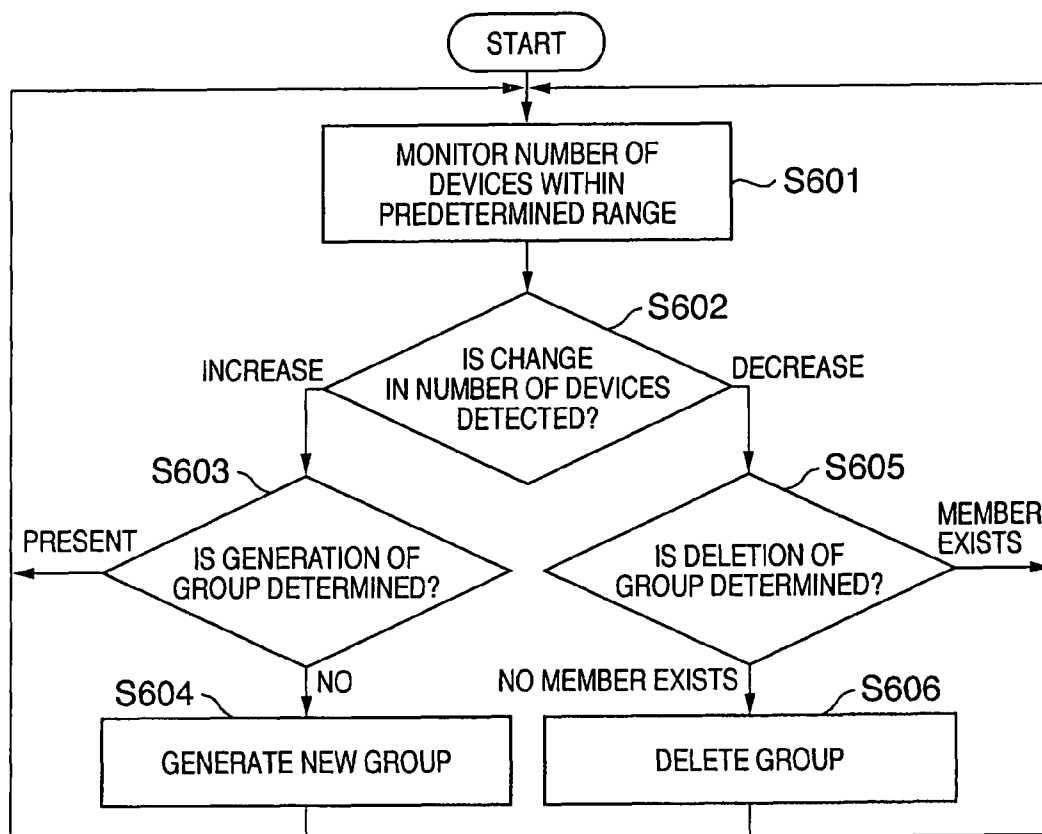 START
MONITOR NUMBER OF
DEVICES WITHIN
PREDETERMINED RANGE
S601
S602
IS CHANGE
IN NUMBER OF DEVICES
DETECTED?
INCREASE
DECREASE
S603
IS GENERATION OF
GROUP DETERMINED?
PRESENT
NO
S605
IS DELETION OF
GROUP DETERMINED?
MEMBER
EXISTS
NO MEMBER EXISTS
S604
GENERATE NEW GROUP
S606
DELETE GROUP